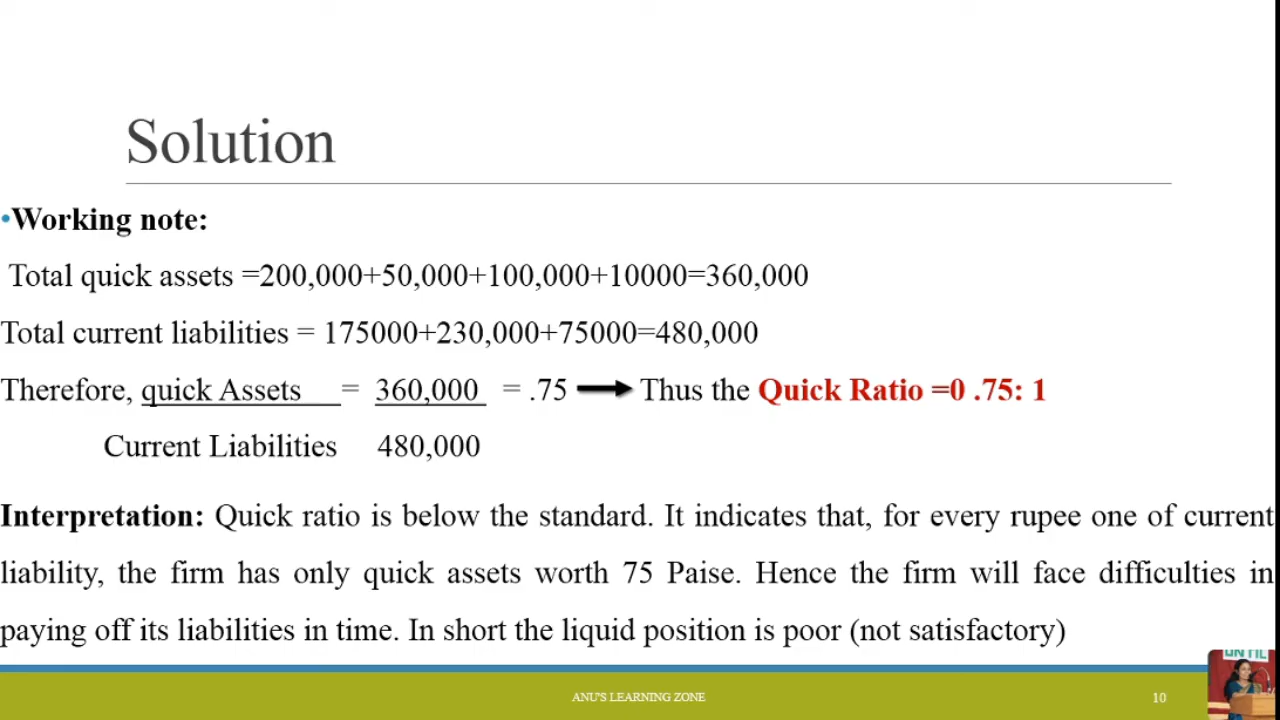 Solution
•Working note:
Total quick assets =200,000+50,000+100,000+10000=360,000
Total current liabilities = 175000+230,000+75000=480,000
Therefore, quick Assets = 360,000 = .75 Thus the Quick Ratio =0 .75: 1
Current Liabilities 480,000
Interpretation: Quick ratio is below the standard. It indicates that, for every rupee one of current
liability, the firm has only quick assets worth 75 Paise. Hence the firm will face difficulties in
paying off its liabilities in time. In short the liquid position is poor (not satisfactory)
ANU'S LEARNING ZONE
10